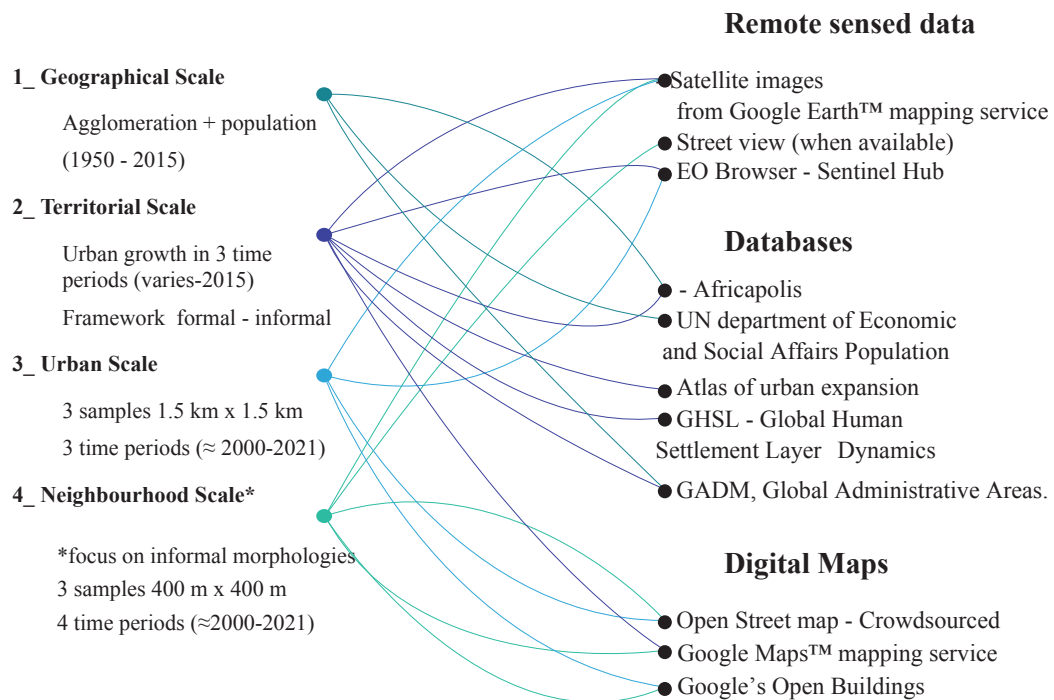 1_ Geographical Scale
Agglomeration + population
(1950 - 2015)
2_ Territorial Scale
Urban growth in 3 time
periods (varies-2015)
Framework formal - informal
3_ Urban Scale
3 samples 1.5 km x 1.5 km
3 time periods (≈ 2000-2021)
4_ Neighbourhood Scale*
*focus on informal morphologies
3 samples 400 m x 400 m
4 time periods (≈2000-2021)
Remote sensed data
Satellite images
from Google Earth™ mapping service
Street view (when available)
EO Browser - Sentinel Hub
Databases
- Africapolis
UN department of Economic
and Social Affairs Population
Atlas of urban expansion
GHSL - Global Human
Settlement Layer Dynamics
GADM, Global Administrative Areas.
Digital Maps
Open Street map - Crowdsourced
Google Maps™ mapping service
Google's Open Buildings